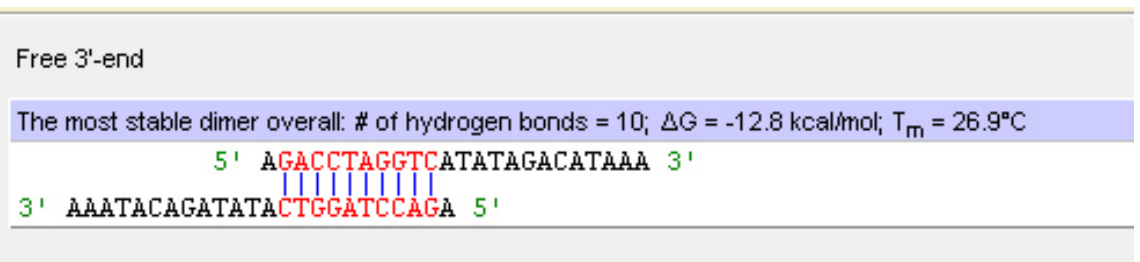 Free 3'-end
The most stable dimer overall: # of hydrogen bonds = 10; ΔG = -12.8 kcal/mol; Tm = 26.9°C
5' AGACCTAGGTCATATAGACATAAA 3'
3' AAATACAGATATACTGGATCCAGA 5'